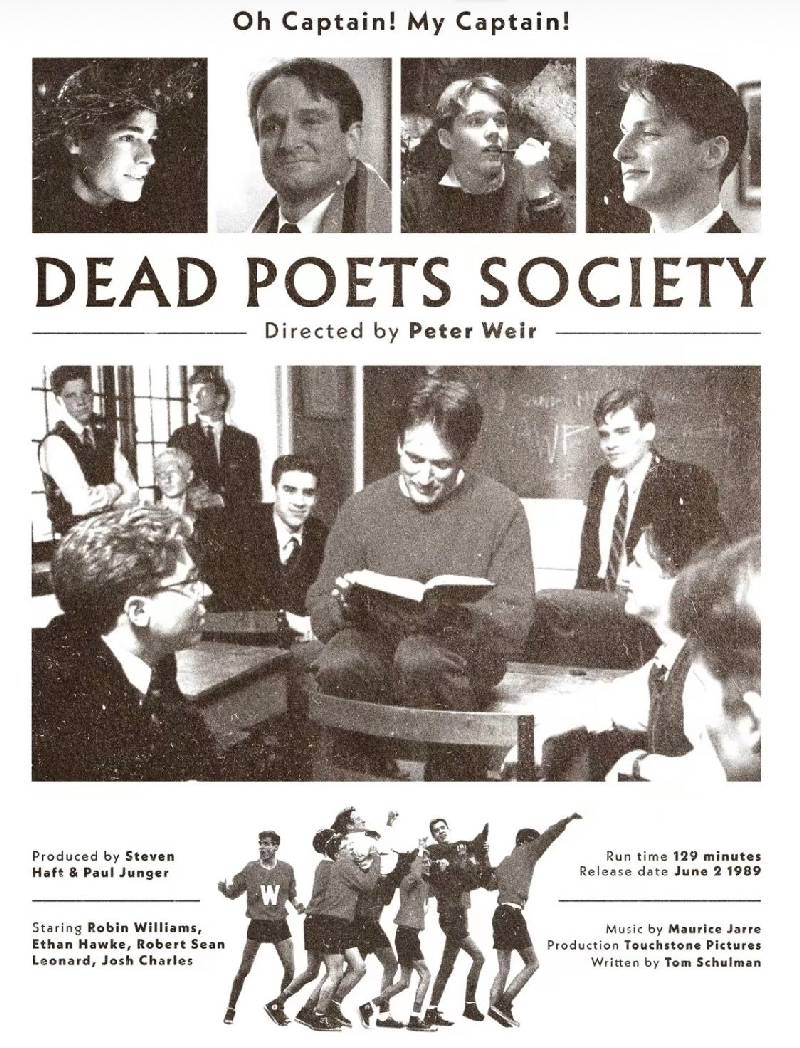 Oh Captain! My Captain!
DEAD POETS SOCIETY
Directed by Peter Weir
W
Produced by Steven
Haft & Paul Junger
Staring Robin Williams,
Ethan Hawke, Robert Sean
Leonard, Josh Charles
Run time 129 minutes
Release date June 2 1989
Music by Maurice Jarre
Production Touchstone Pictures
Written by Tom Schulman